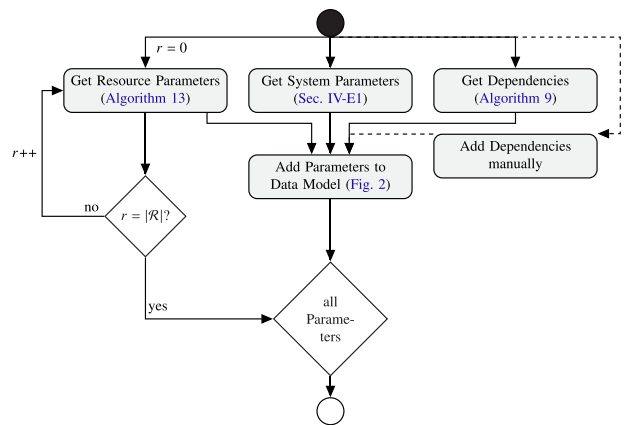 r = 0
Get Resource Parameters
(Algorithm 13)
Get System Parameters
(Sec. IV-E1)
Get Dependencies
(Algorithm 9)
r++
Add Dependencies
manually
Add Parameters to
Data Model (Fig. 2)
no
r = |ℛ|?
yes
all
Parame-
ters